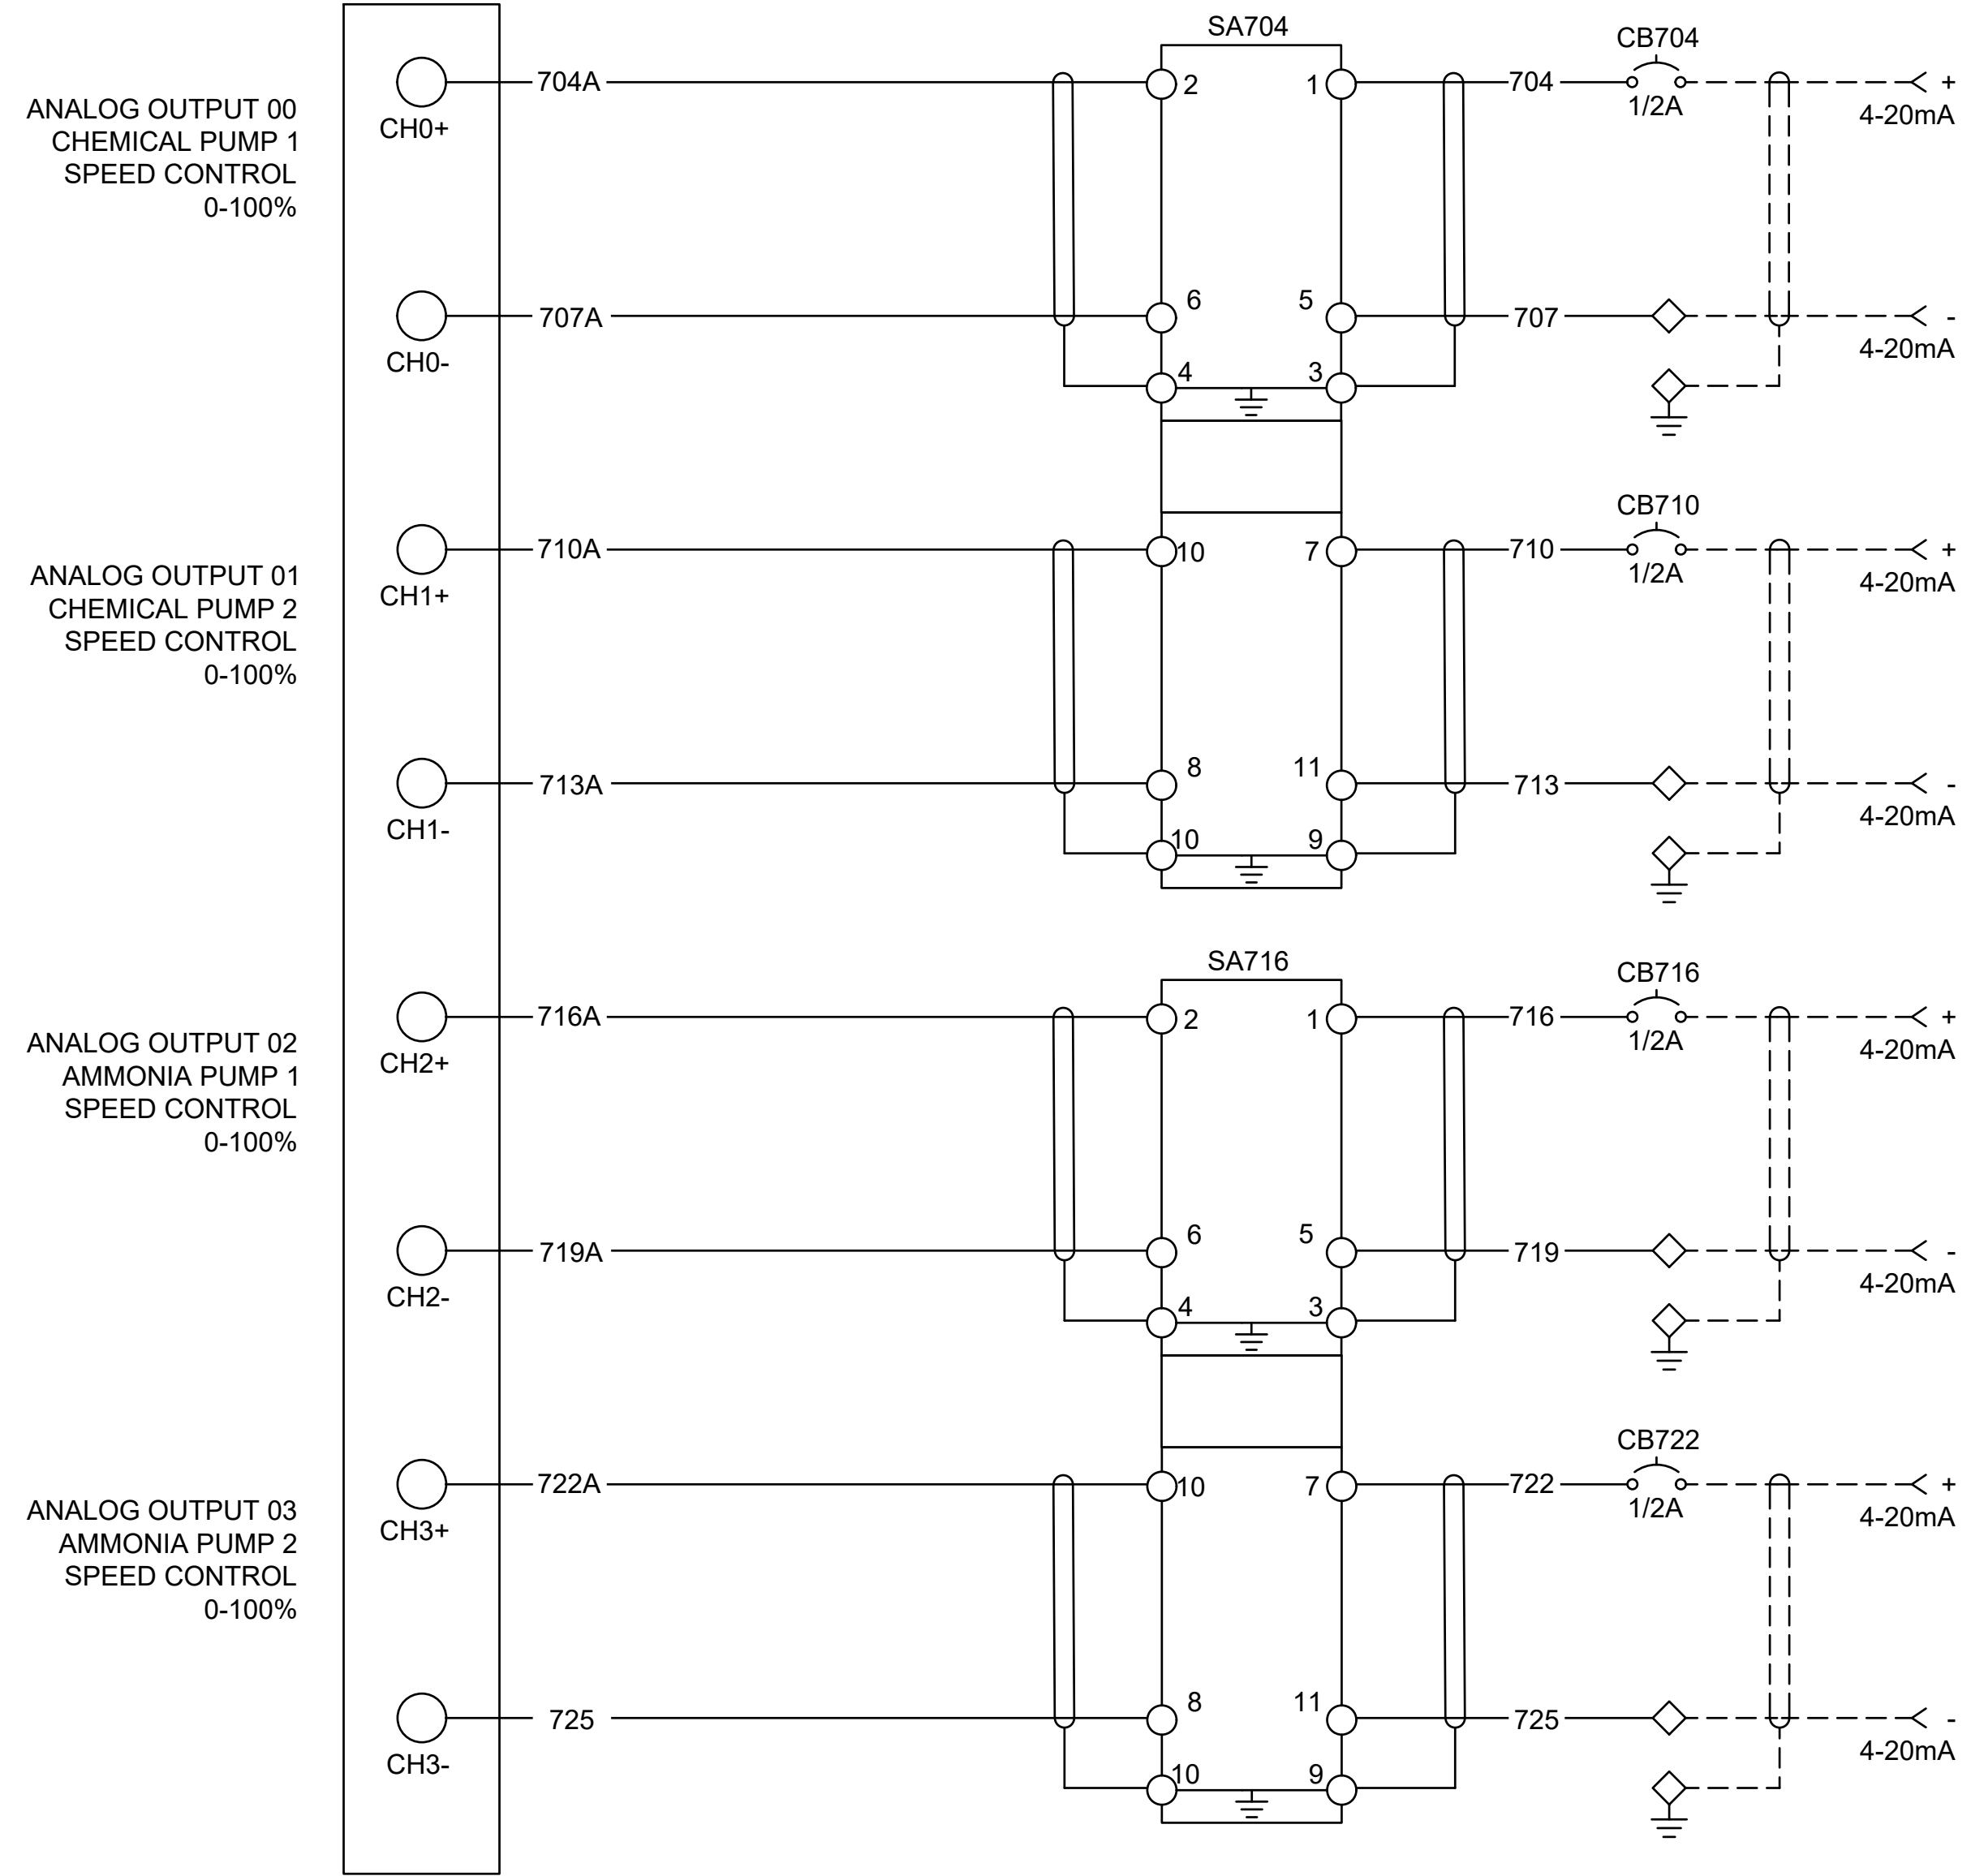 SA704
CB704
704A
2
1
704
1/2A
+
4-20mA
ANALOG OUTPUT 00
CHEMICAL PUMP 1
SPEED CONTROL
0-100%
CH0+
707A
6
5
707
-
4-20mA
CH0-
4
3
CB710
710A
10
7
710
1/2A
+
4-20mA
ANALOG OUTPUT 01
CHEMICAL PUMP 2
SPEED CONTROL
0-100%
CH1+
713A
8
11
713
-
4-20mA
CH1-
10
9
SA716
CB716
716A
2
1
716
1/2A
+
4-20mA
ANALOG OUTPUT 02
AMMONIA PUMP 1
SPEED CONTROL
0-100%
CH2+
719A
6
5
719
-
4-20mA
CH2-
4
3
CB722
722A
10
7
722
1/2A
+
4-20mA
ANALOG OUTPUT 03
AMMONIA PUMP 2
SPEED CONTROL
0-100%
CH3+
725
8
11
725
-
4-20mA
CH3-
10
9